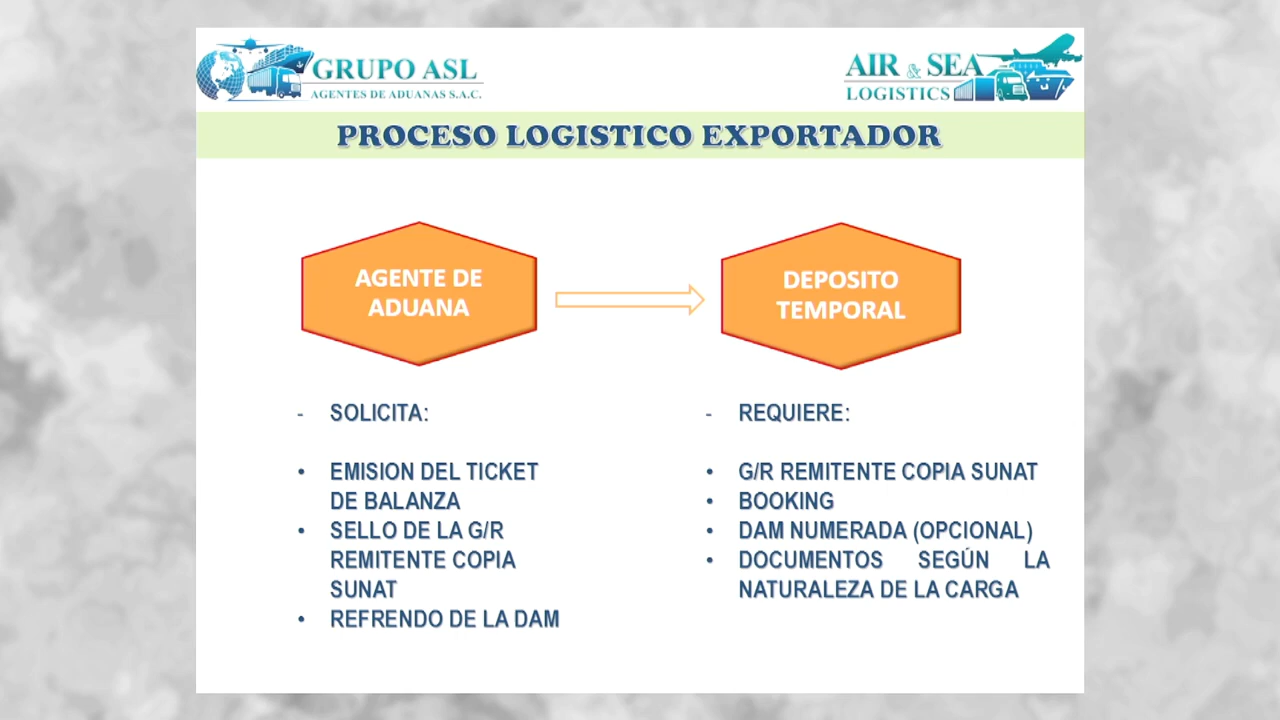 GRUPO ASL
AGENTES DE ADUANAS S.A.C.
AIR & SEA
LOGISTICS
PROCESO LOGISTICO EXPORTADOR
AGENTE DE
ADUANA
DEPOSITO
TEMPORAL
- SOLICITA:
• EMISION DEL TICKET
DE BALANZA
• SELLO DE LA G/R
REMITENTE COPIA
SUNAT
• REFRENDO DE LA DAM
- REQUIERE:
• G/R REMITENTE COPIA SUNAT
• BOOKING
• DAM NUMERADA (OPCIONAL)
• DOCUMENTOS SEGÚN LA
NATURALEZA DE LA CARGA